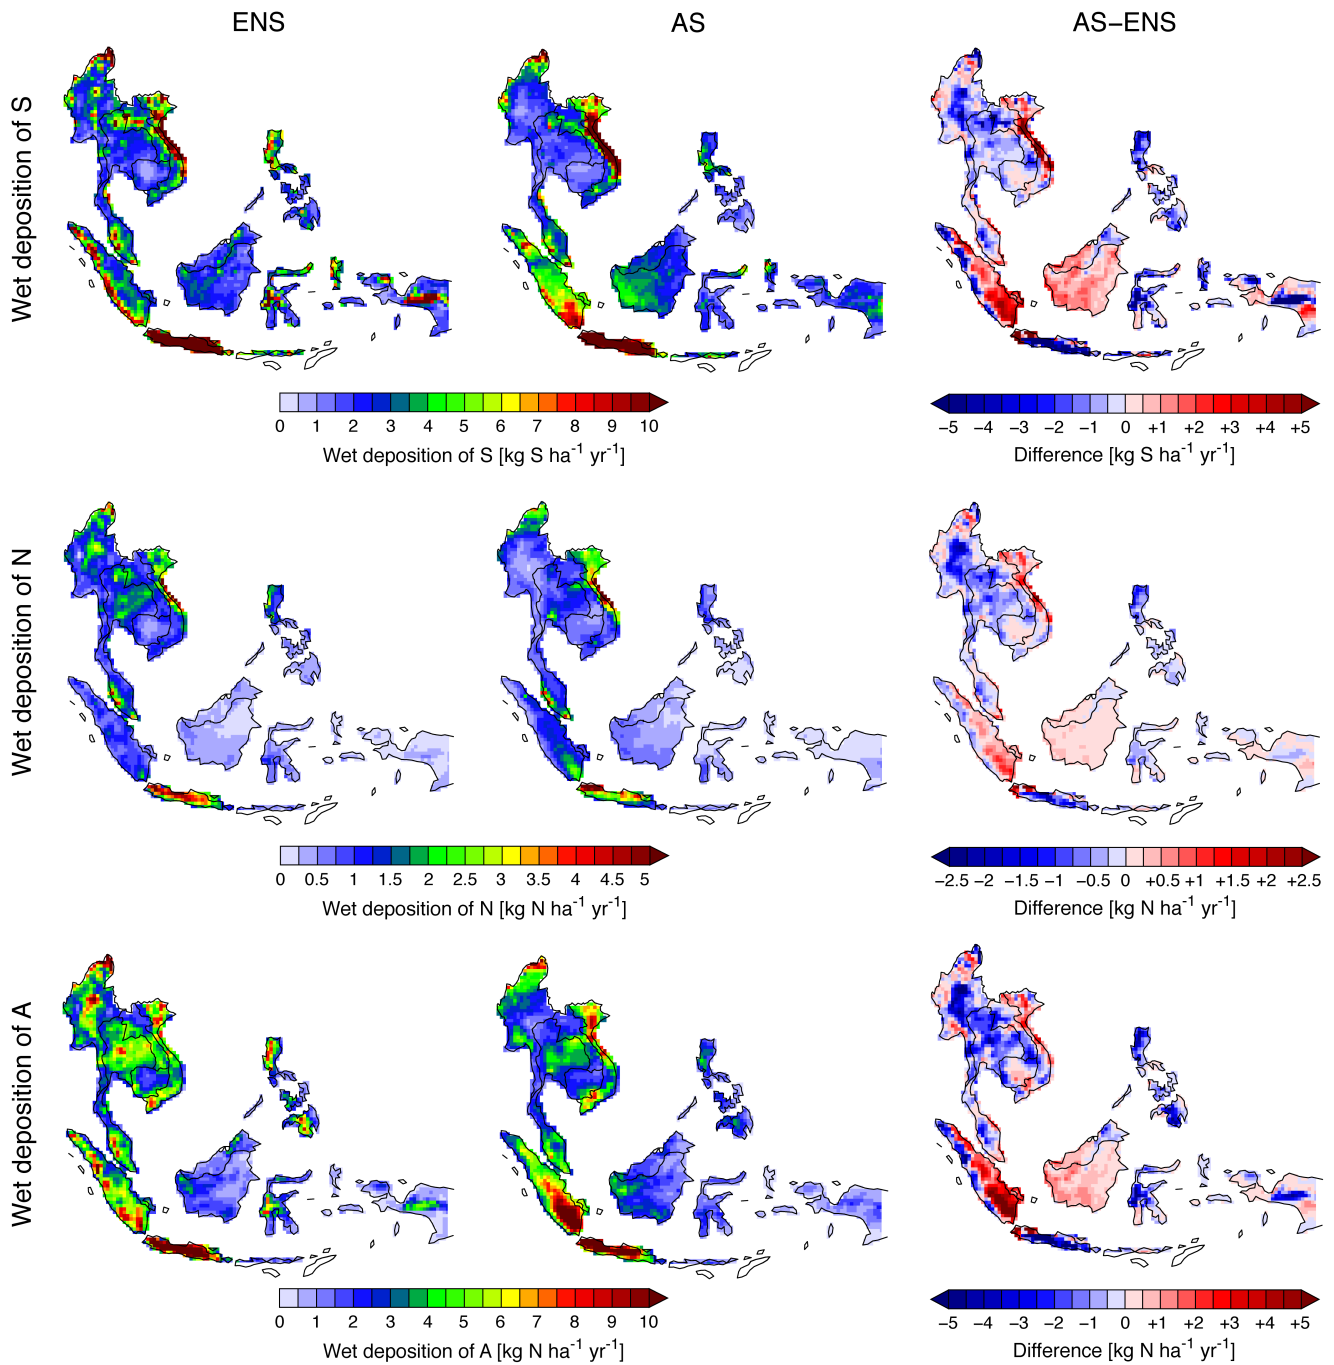 ENS AS AS−ENS
Wet deposition of S
0 1 2 3 4 5 6 7 8 9 10
Wet deposition of S [kg S ha-1 yr-1]
−5 −4 −3 −2 −1 0 +1 +2 +3 +4 +5
Difference [kg S ha-1 yr-1]
Wet deposition of N
0 0.5 1 1.5 2 2.5 3 3.5 4 4.5 5
Wet deposition of N [kg N ha-1 yr-1]
−2.5 −2 −1.5 −1 −0.5 0 +0.5 +1 +1.5 +2 +2.5
Difference [kg N ha-1 yr-1]
Wet deposition of A
0 1 2 3 4 5 6 7 8 9 10
Wet deposition of A [kg N ha-1 yr-1]
−5 −4 −3 −2 −1 0 +1 +2 +3 +4 +5
Difference [kg N ha-1 yr-1]